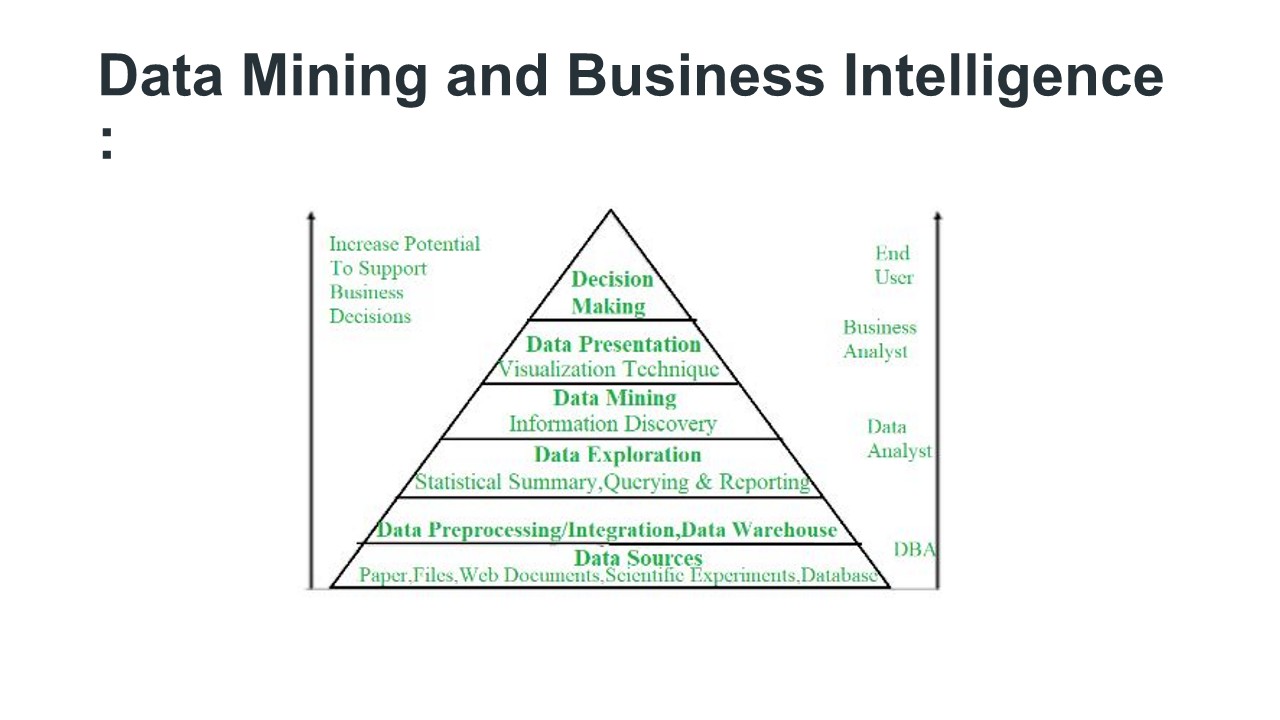 Data Mining and Business Intelligence
:
Increase Potential
To Support
Business
Decisions
Decision
Making
Data Presentation
Visualization Technique
Data Mining
Information Discovery
Data Exploration
Statistical Summary,Querying & Reporting
Data Preprocessing/Integration,Data Warehouse
Data Sources
Paper,Files,Web Documents,Scientific Experiments,Database
End
User
Business
Analyst
Data
Analyst
DBA